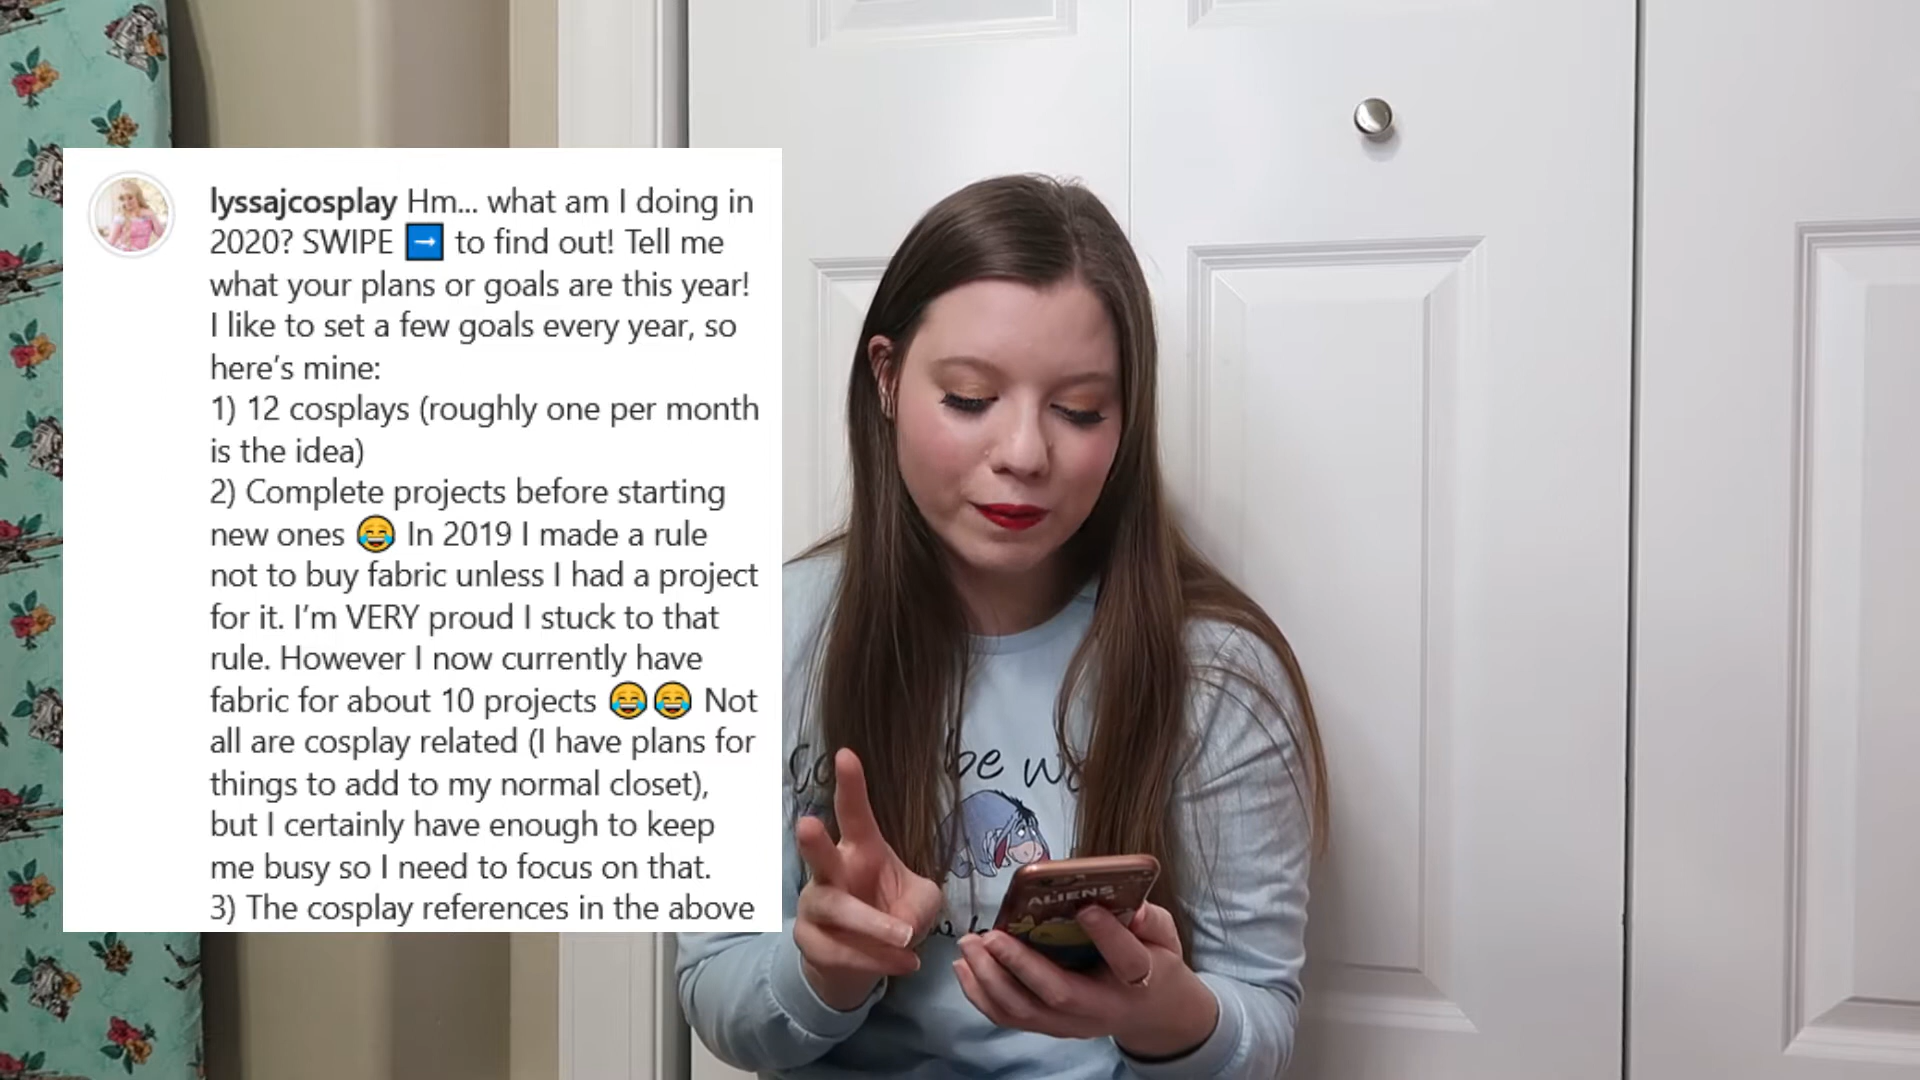 lyssajcosplay Hm... what am I doing in
2020? SWIPE ➡️ to find out! Tell me
what your plans or goals are this year!
I like to set a few goals every year, so
here's mine:
1) 12 cosplays (roughly one per month
is the idea)
2) Complete projects before starting
new ones 😂 In 2019 I made a rule
not to buy fabric unless I had a project
for it. I'm VERY proud I stuck to that
rule. However I now currently have
fabric for about 10 projects 😂😂 Not
all are cosplay related (I have plans for
things to add to my normal closet),
but I certainly have enough to keep
me busy so I need to focus on that.
3) The cosplay references in the above
be
ALIENS